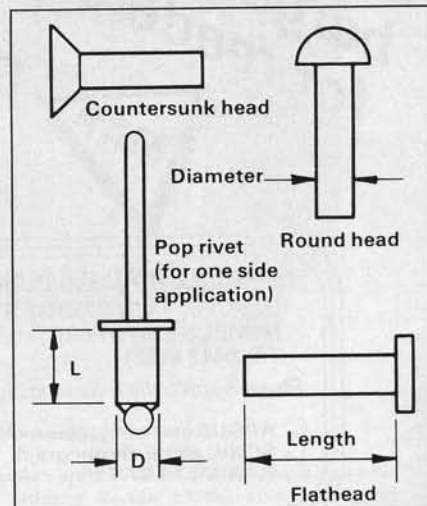 Countersunk head
Diameter
Round head
Pop rivet
(for one side
application)
L
D
Length
Flathead